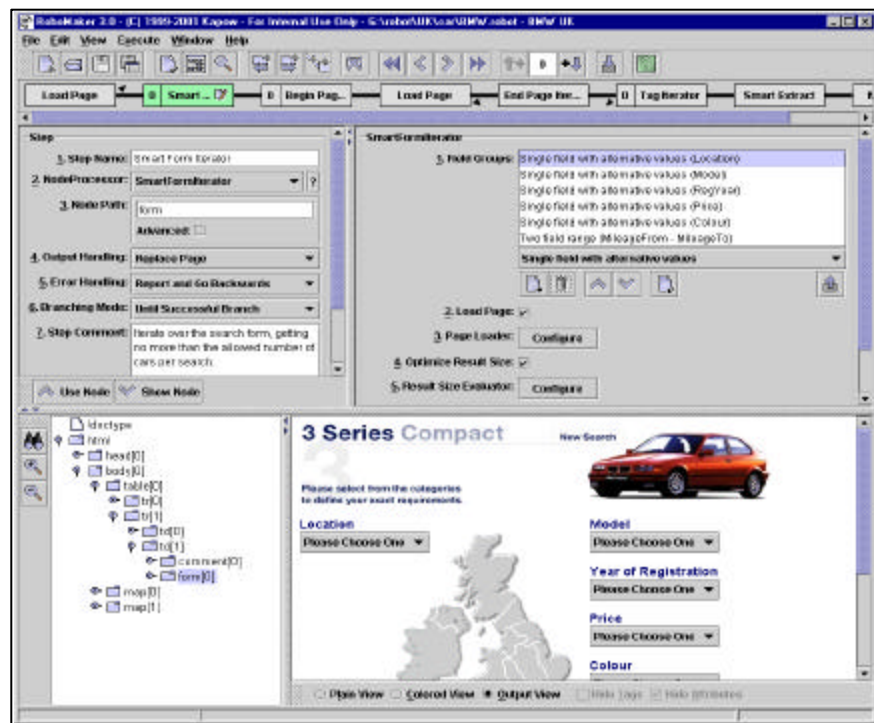 RoboMaker 3.0 - (C) 1999-2001 Kapow - For Internal Use Only - G:\robot\UK\car\BMW.robot - BMW UK
File Edit View Execute Window Help
Load Page
0 Smart ...
0 Begin Pag...
Load Page
End Page Iter...
0 Tag Iterator
Smart Extract
Step
1. Step Name: Smart Form Iterator
2. NodeProcessor: SmartFormIterator ?
3. Node Path: form
Advanced:
4. Output Handling: Replace Page
5. Error Handling: Report and Go Backwards
6. Branching Mode: Until Successful Branch
7. Step Comment: Iterate over the search form, getting
no more than the allowed number of
cars per search.
Use Node Show Node
SmartFormIterator
1. Field Groups: Single field with alternative values (Location)
Single field with alternative values (Model)
Single field with alternative values (RegYear)
Single field with alternative values (Price)
Single field with alternative values (Colour)
Two field range (MileageFrom - MileageTo)
Single field with alternative values
2. Load Page:
3. Page Loader: Configure
4. Optimize Result Size:
5. Result Size Evaluator: Configure
!doctype
html
head[0]
body[0]
table[0]
tr[0]
tr[1]
td[0]
td[1]
comment[0]
form[0]
map[0]
map[1]
3 Series Compact
3
New Search
Please select from the categories
to define your exact requirements.
Location
Please Choose One
Model
Please Choose One
Year of Registration
Please Choose One
Price
Please Choose One
Colour
Plain View Colored View Output View Hide Tags Hide Attributes